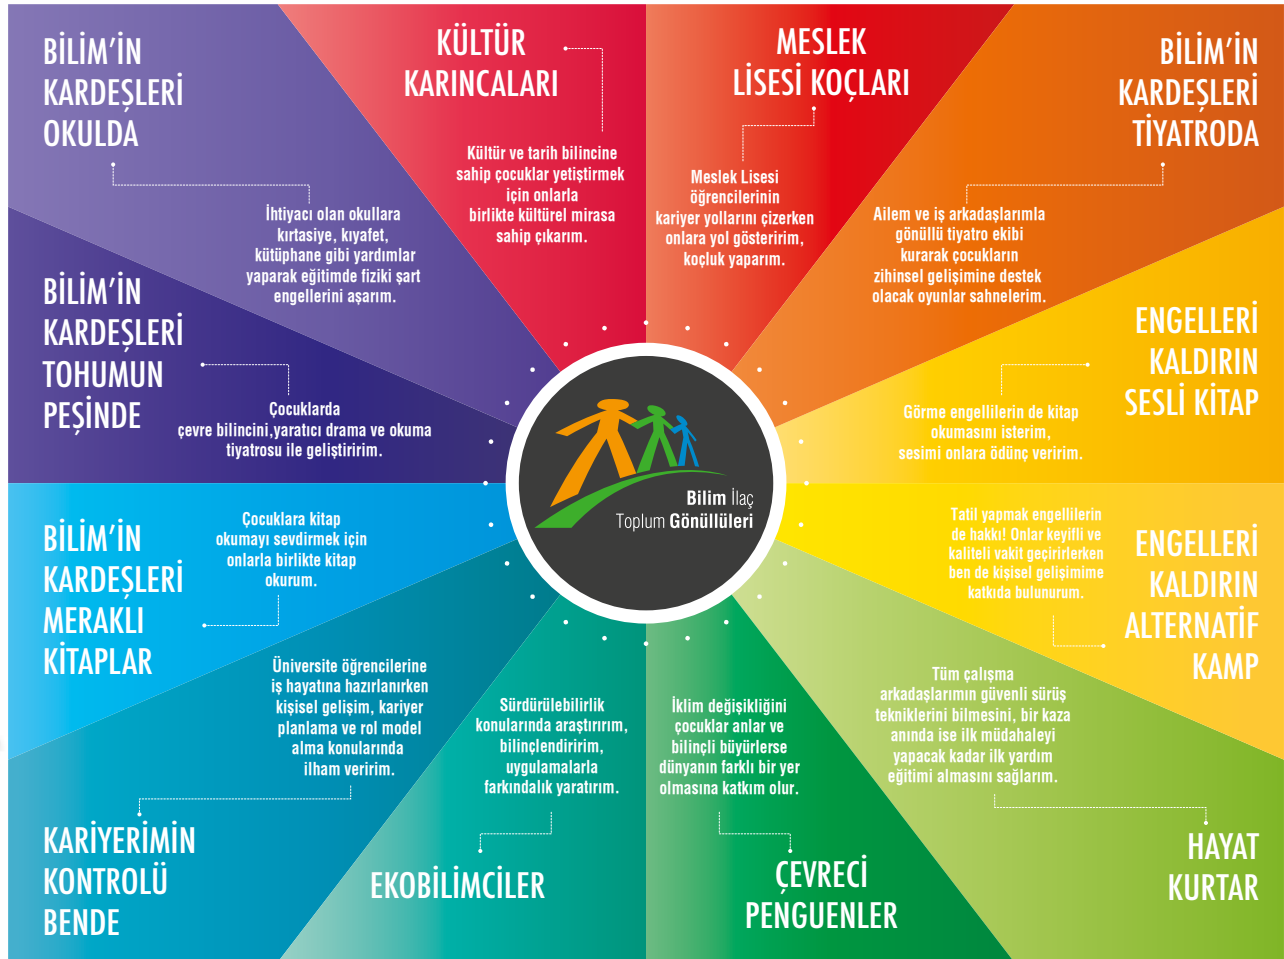 BİLİM'İN
KARDEŞLERİ
OKULDA
İhtiyacı olan okullara
kırtasiye, kıyafet,
kütüphane gibi yardımlar
yaparak eğitimde fiziki şart
engellerini aşarım.
KÜLTÜR
KARINCALARI
Kültür ve tarih bilincine
sahip çocuklar yetiştirmek
için onlarla
birlikte kültürel mirasa
sahip çıkarım.
MESLEK
LİSESİ KOÇLARI
Meslek Lisesi
öğrencilerinin
kariyer yollarını çizerken
onlara yol gösteririm,
koçluk yaparım.
BİLİM'İN
KARDEŞLERİ
TİYATRODA
Ailem ve iş arkadaşlarımla
gönüllü tiyatro ekibi
kurarak çocukların
zihinsel gelişimine destek
olacak oyunlar sahnelerim.
BİLİM'İN
KARDEŞLERİ
TOHUMUN
PEŞİNDE
Çocuklarda
çevre bilincini,yaratıcı drama ve okuma
tiyatrosu ile geliştiririm.
ENGELLERİ
KALDIRIN
SESLİ KİTAP
Görme engellilerin de kitap
okumasını isterim,
sesimi onlara ödünç veririm.
Bilim İlaç
Toplum Gönüllüleri
BİLİM'İN
KARDEŞLERİ
MERAKLI
KİTAPLAR
Çocuklara kitap
okumayı sevdirmek için
onlarla birlikte kitap
okurum.
Tatil yapmak engellilerin
de hakkı! Onlar keyifli ve
kaliteli vakit geçirirlerken
ben de kişisel gelişimime
katkıda bulunurum.
ENGELLERİ
KALDIRIN
ALTERNATİF
KAMP
Üniversite öğrencilerine
iş hayatına hazırlanırken
kişisel gelişim, kariyer
planlama ve rol model
alma konularında
ilham veririm.
KARİYERİMİN
KONTROLÜ
BENDE
Sürdürülebilirlik
konularında araştırırım,
bilinçlendiririm,
uygulamalarla
farkındalık yaratırım.
EKOBİLİMCİLER
İklim değişikliğini
çocuklar anlar ve
bilinçli büyürlerse
dünyanın farklı bir yer
olmasına katkım olur.
ÇEVRECİ
PENGUENLER
Tüm çalışma
arkadaşlarımın güvenli sürüş
tekniklerini bilmesini, bir kaza
anında ise ilk müdahaleyi
yapacak kadar ilk yardım
eğitimi almasını sağlarım.
HAYAT
KURTAR